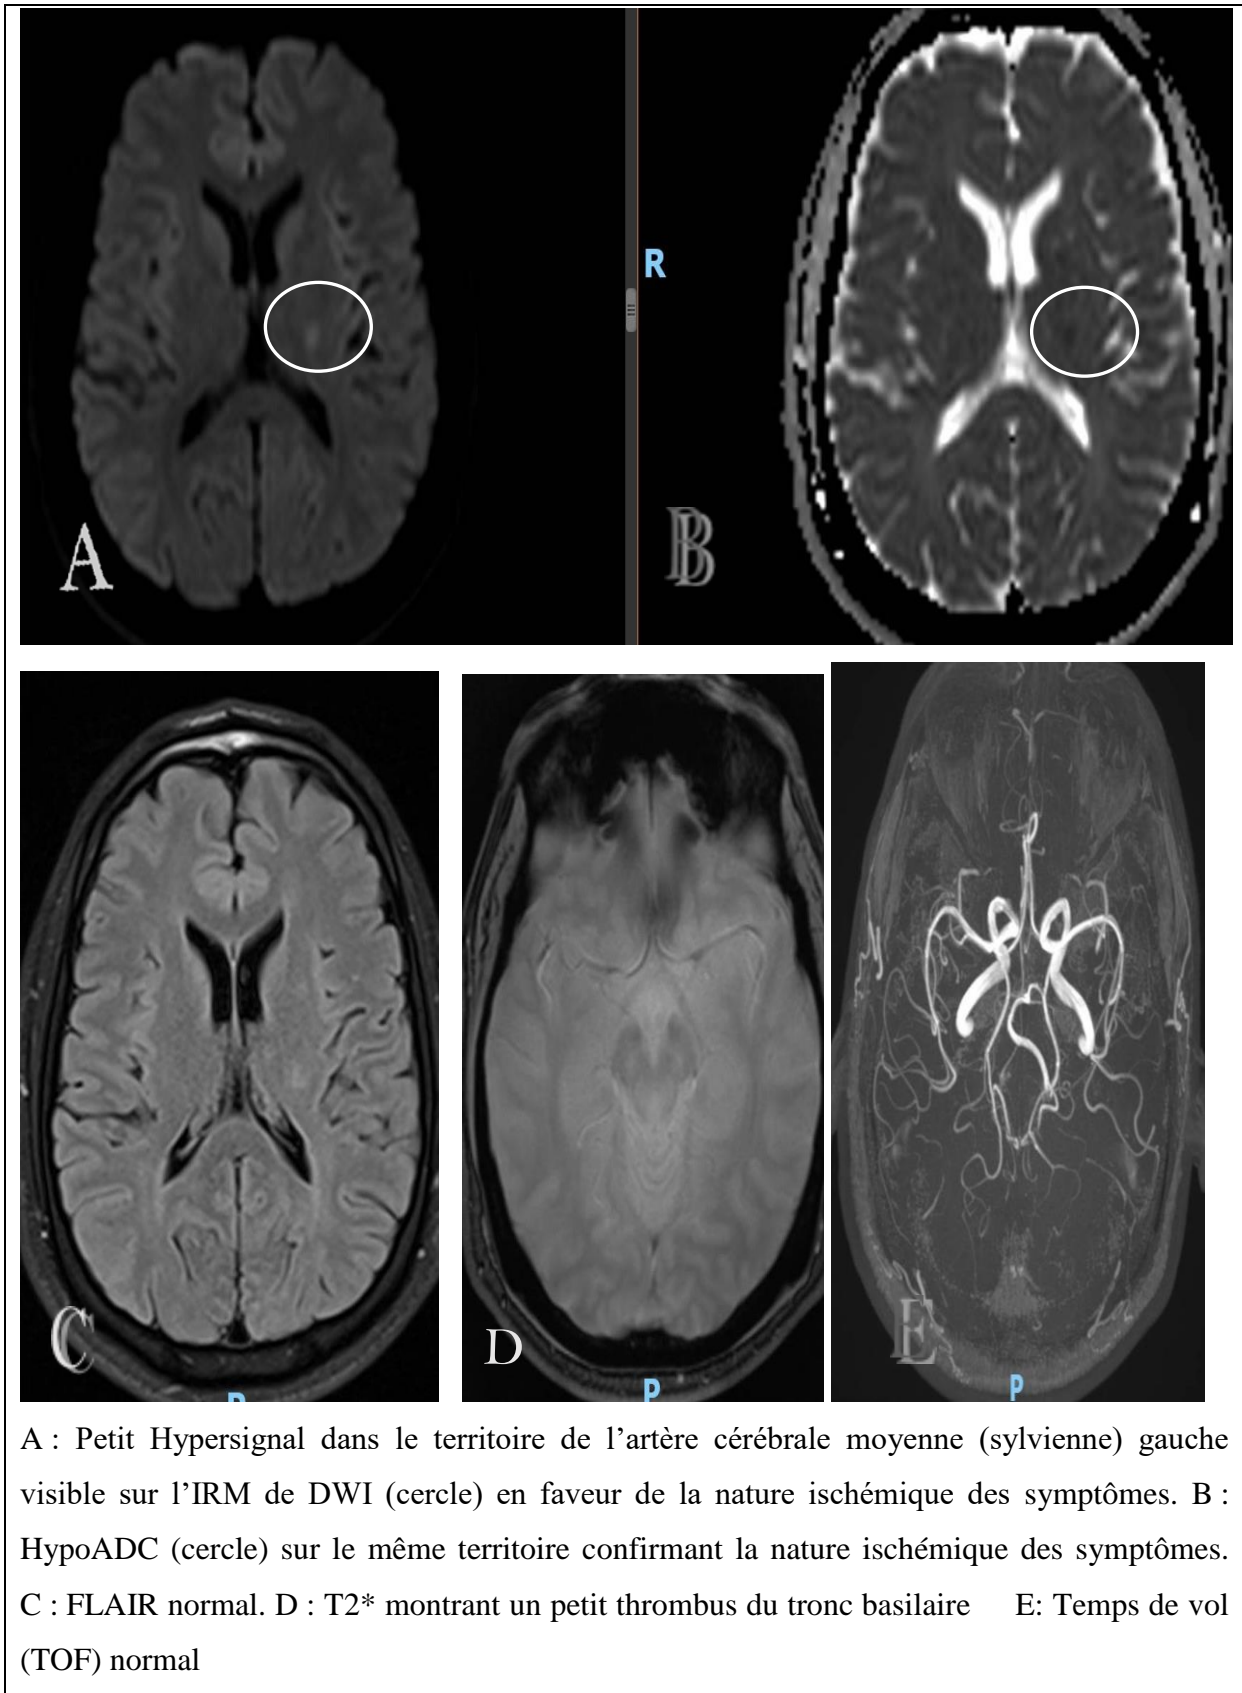 R
A
B
C
D
P
E
P
A : Petit Hypersignal dans le territoire de l’artère cérébrale moyenne (sylvienne) gauche
visible sur l’IRM de DWI (cercle) en faveur de la nature ischémique des symptômes. B :
HypoADC (cercle) sur le même territoire confirmant la nature ischémique des symptômes.
C : FLAIR normal. D : T2* montrant un petit thrombus du tronc basilaire E: Temps de vol
(TOF) normal